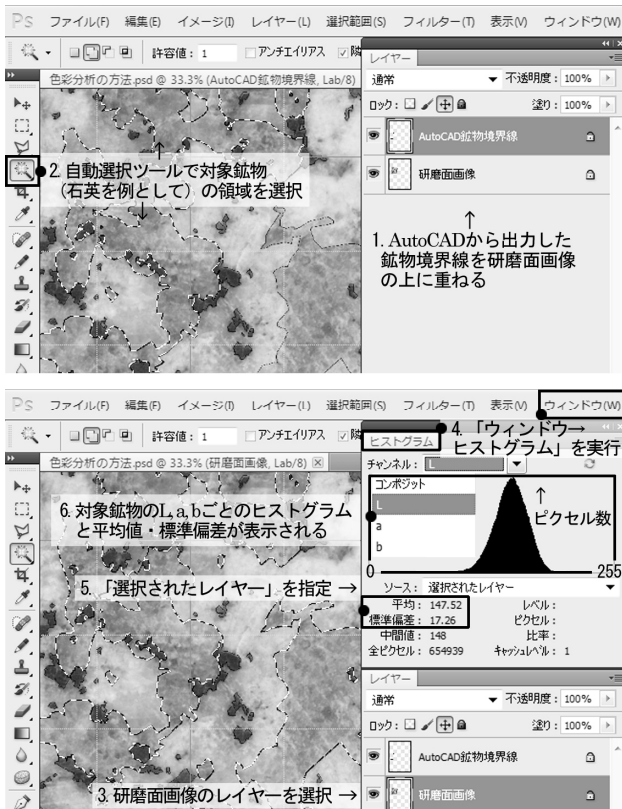 PS ファイル(F) 編集(E) イメージ(I) レイヤー(L) 選択範囲(S) フィルター(T) 表示(V) ウィンドウ(W)
許容値: 1 アンチエイリアス 隣
色彩分析の方法.psd @ 33.3% (AutoCAD鉱物境界線, Lab/8)
レイヤー
通常 不透明度: 100%
ロック: 塗り: 100%
AutoCAD鉱物境界線
研磨面画像
↑
2. 自動選択ツールで対象鉱物
(石英を例として)の領域を選択
↓
↑
1. AutoCADから出力した
鉱物境界線を研磨面画像
の上に重ねる
PS ファイル(F) 編集(E) イメージ(I) レイヤー(L) 選択範囲(S) フィルター(T) 表示(V) ウィンドウ(W)
許容値: 1 アンチエイリアス 隣
4. 「ウィンドウ→
ヒストグラム」を実行
色彩分析の方法.psd @ 33.3% (研磨面画像, Lab/8)
ヒストグラム
チャンネル: L
コンポジット
L
a
b
↑
ピクセル数
0 255
6. 対象鉱物のL, a, bごとのヒストグラム
と平均値・標準偏差が表示される
5. 「選択されたレイヤー」を指定 →
ソース: 選択されたレイヤー
平均: 147.52 レベル:
標準偏差: 17.26 ピクセル:
中間値: 148 比率:
全ピクセル: 654939 キャッシュレベル: 1
レイヤー
通常 不透明度: 100%
ロック: 塗り: 100%
AutoCAD鉱物境界線
3. 研磨面画像のレイヤーを選択 →
研磨面画像